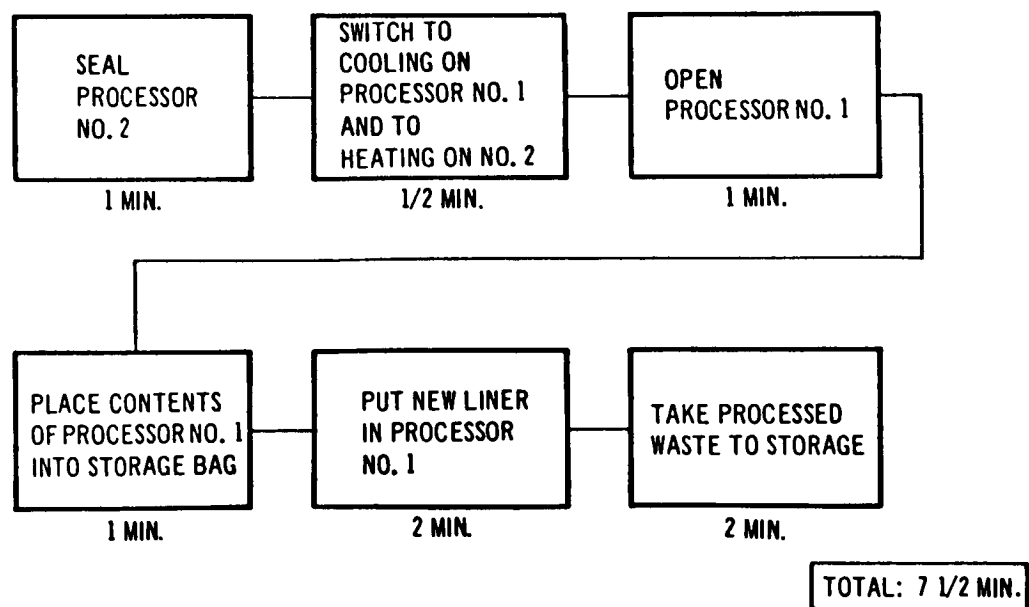 SEAL
PROCESSOR
NO. 2
1 MIN.
SWITCH TO
COOLING ON
PROCESSOR NO. 1
AND TO
HEATING ON NO. 2
1/2 MIN.
OPEN
PROCESSOR NO. 1
1 MIN.
PLACE CONTENTS
OF PROCESSOR NO. 1
INTO STORAGE BAG
1 MIN.
PUT NEW LINER
IN PROCESSOR
NO. 1
2 MIN.
TAKE PROCESSED
WASTE TO STORAGE
2 MIN.
TOTAL: 7 1/2 MIN.